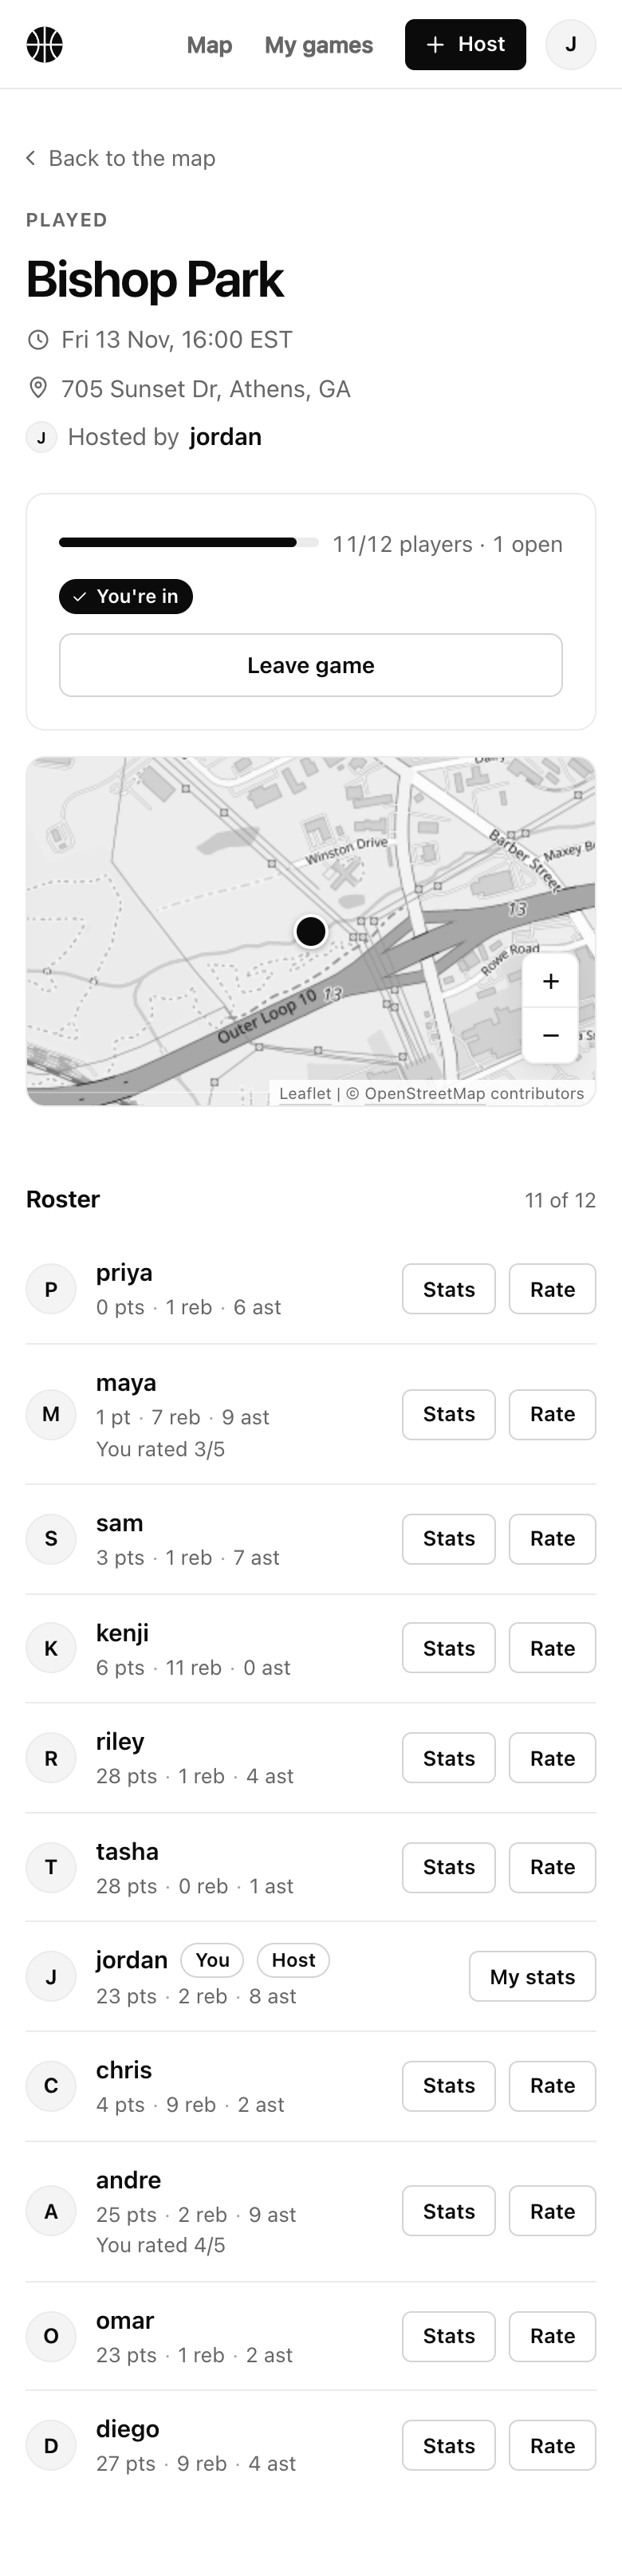 Map My games + Host J
Back to the map
PLAYED
Bishop Park
Fri 13 Nov, 16:00 EST
705 Sunset Dr, Athens, GA
J Hosted by jordan
11/12 players · 1 open
You're in
Leave game
Winston Drive
Barber Street
Maxey
13
Rowe Road
Outer Loop 10 13
+
−
Leaflet | © OpenStreetMap contributors
Roster 11 of 12
P priya
0 pts · 1 reb · 6 ast
Stats Rate
M maya
1 pt · 7 reb · 9 ast
You rated 3/5
Stats Rate
S sam
3 pts · 1 reb · 7 ast
Stats Rate
K kenji
6 pts · 11 reb · 0 ast
Stats Rate
R riley
28 pts · 1 reb · 4 ast
Stats Rate
T tasha
28 pts · 0 reb · 1 ast
Stats Rate
J jordan You Host
23 pts · 2 reb · 8 ast
My stats
C chris
4 pts · 9 reb · 2 ast
Stats Rate
A andre
25 pts · 2 reb · 9 ast
You rated 4/5
Stats Rate
O omar
23 pts · 1 reb · 2 ast
Stats Rate
D diego
27 pts · 9 reb · 4 ast
Stats Rate